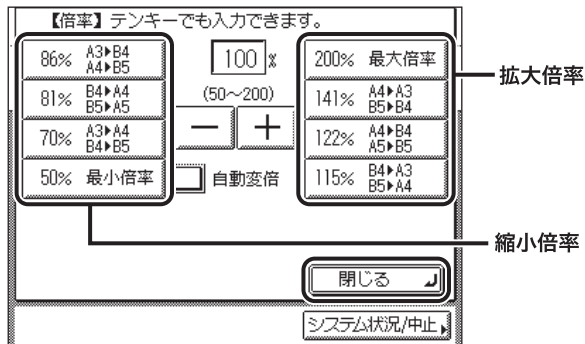 【倍率】テンキーでも入力できます。
86% A3▶B4
A4▶B5
81% B4▶A4
B5▶A5
70% A3▶A4
B4▶B5
50% 最小倍率
100 %
(50～200)
－ ＋
自動変倍
200% 最大倍率
141% A4▶A3
B5▶B4
122% A4▶B4
A5▶B5
115% B4▶A3
B5▶A4
拡大倍率
縮小倍率
閉じる
システム状況/中止